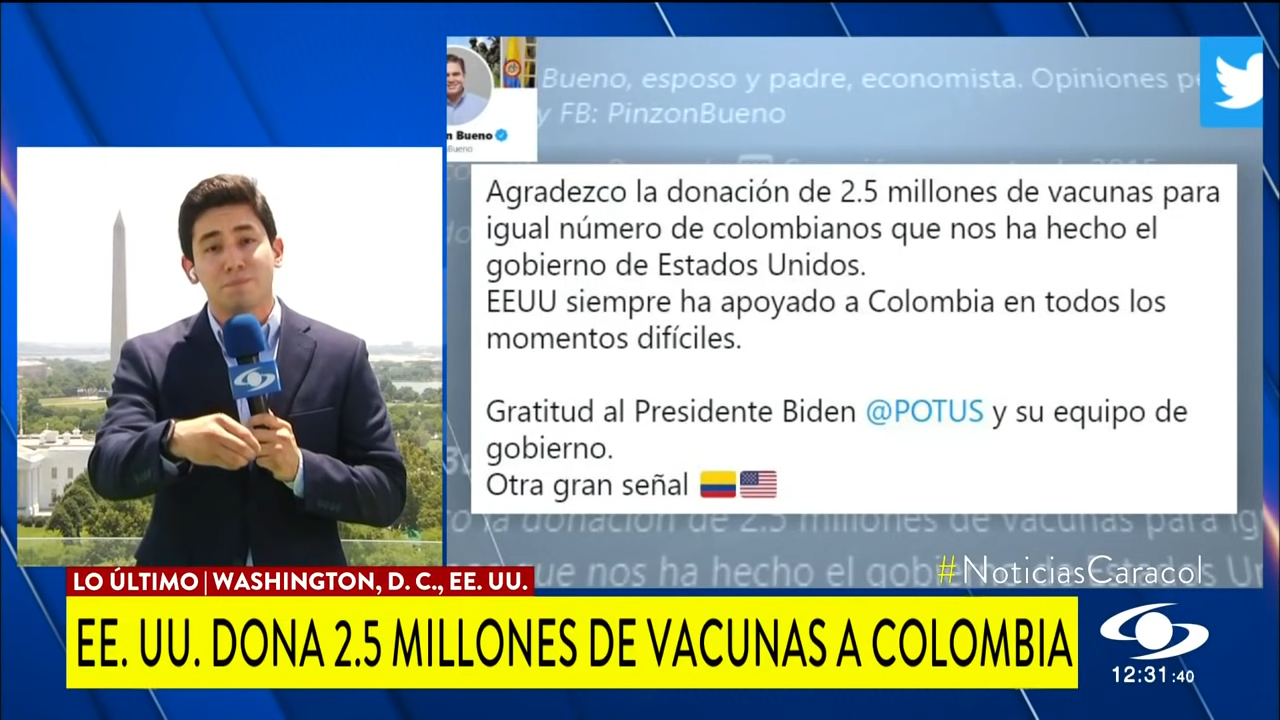 Bueno, esposo y padre, economista. Opiniones
y FB: PinzonBueno
n Bueno
Bueno
Agradezco la donación de 2.5 millones de vacunas para
igual número de colombianos que nos ha hecho el
gobierno de Estados Unidos.
EEUU siempre ha apoyado a Colombia en todos los
momentos difíciles.
Gratitud al Presidente Biden @POTUS y su equipo de
gobierno.
Otra gran señal
la donación de 2.5 millones de vacunas para ig
que nos ha hecho el gobierno de Estados Un
#NoticiasCaracol
LO ÚLTIMO | WASHINGTON, D. C., EE. UU.
EE. UU. DONA 2.5 MILLONES DE VACUNAS A COLOMBIA
12:31:40